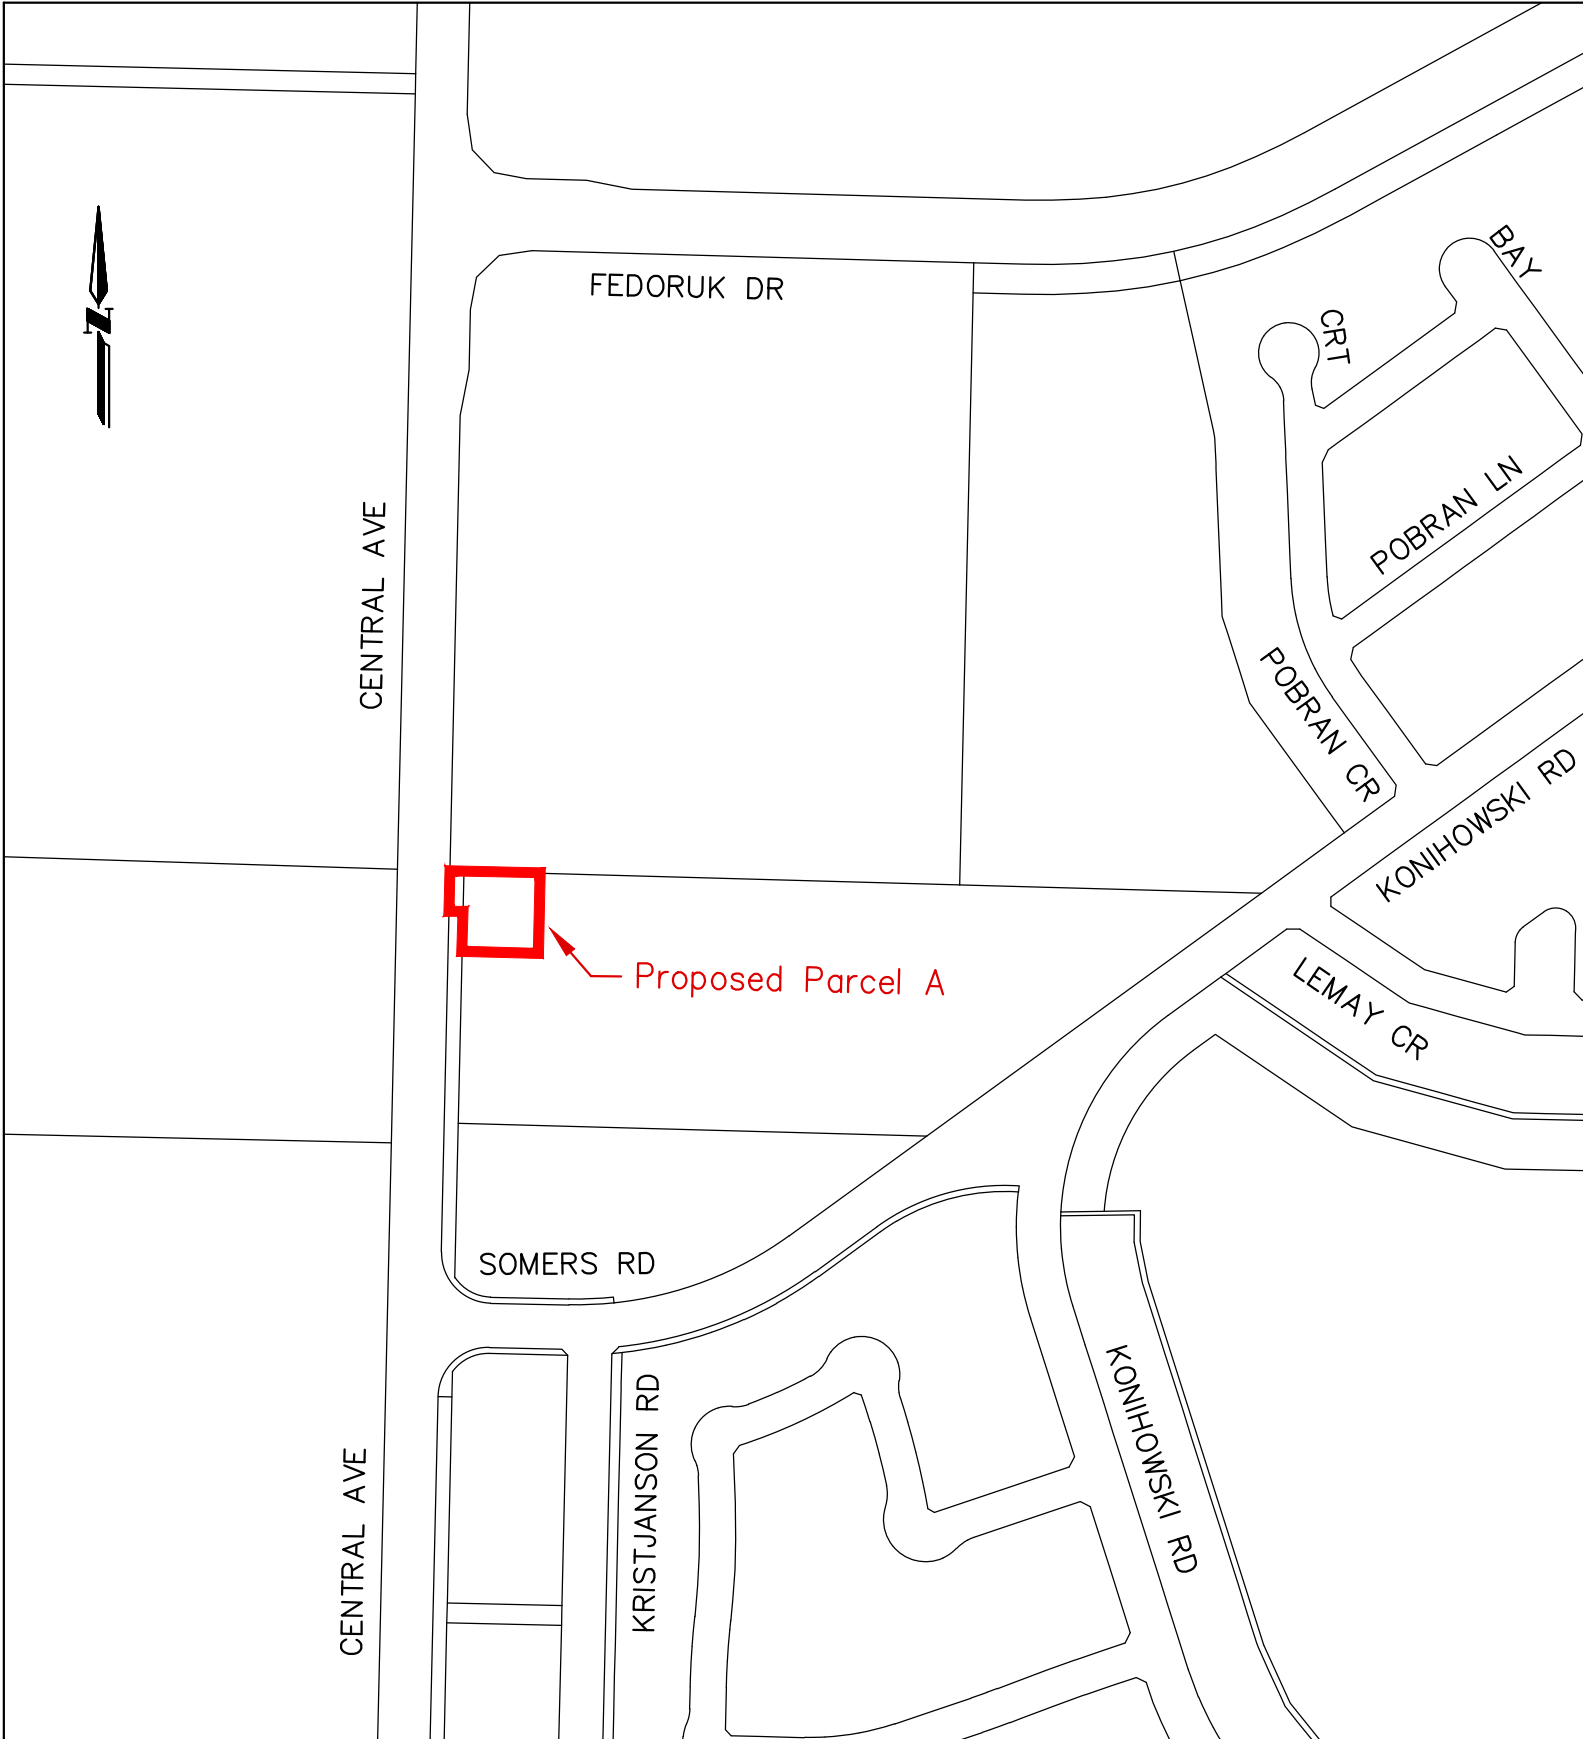 BAY
FEDORUK DR
CRT
N
POBRAN LN
CENTRAL AVE
POBRAN CR
KONIHOWSKI RD
Proposed Parcel A
LEMAY CR
SOMERS RD
KONIHOWSKI RD
KRISTJANSON RD
CENTRAL AVE